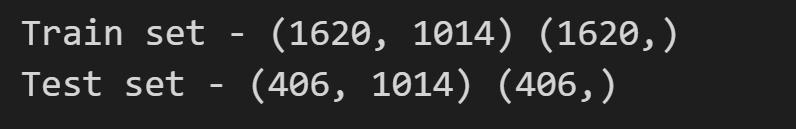 Train set - (1620, 1014) (1620,)
Test set - (406, 1014) (406,)